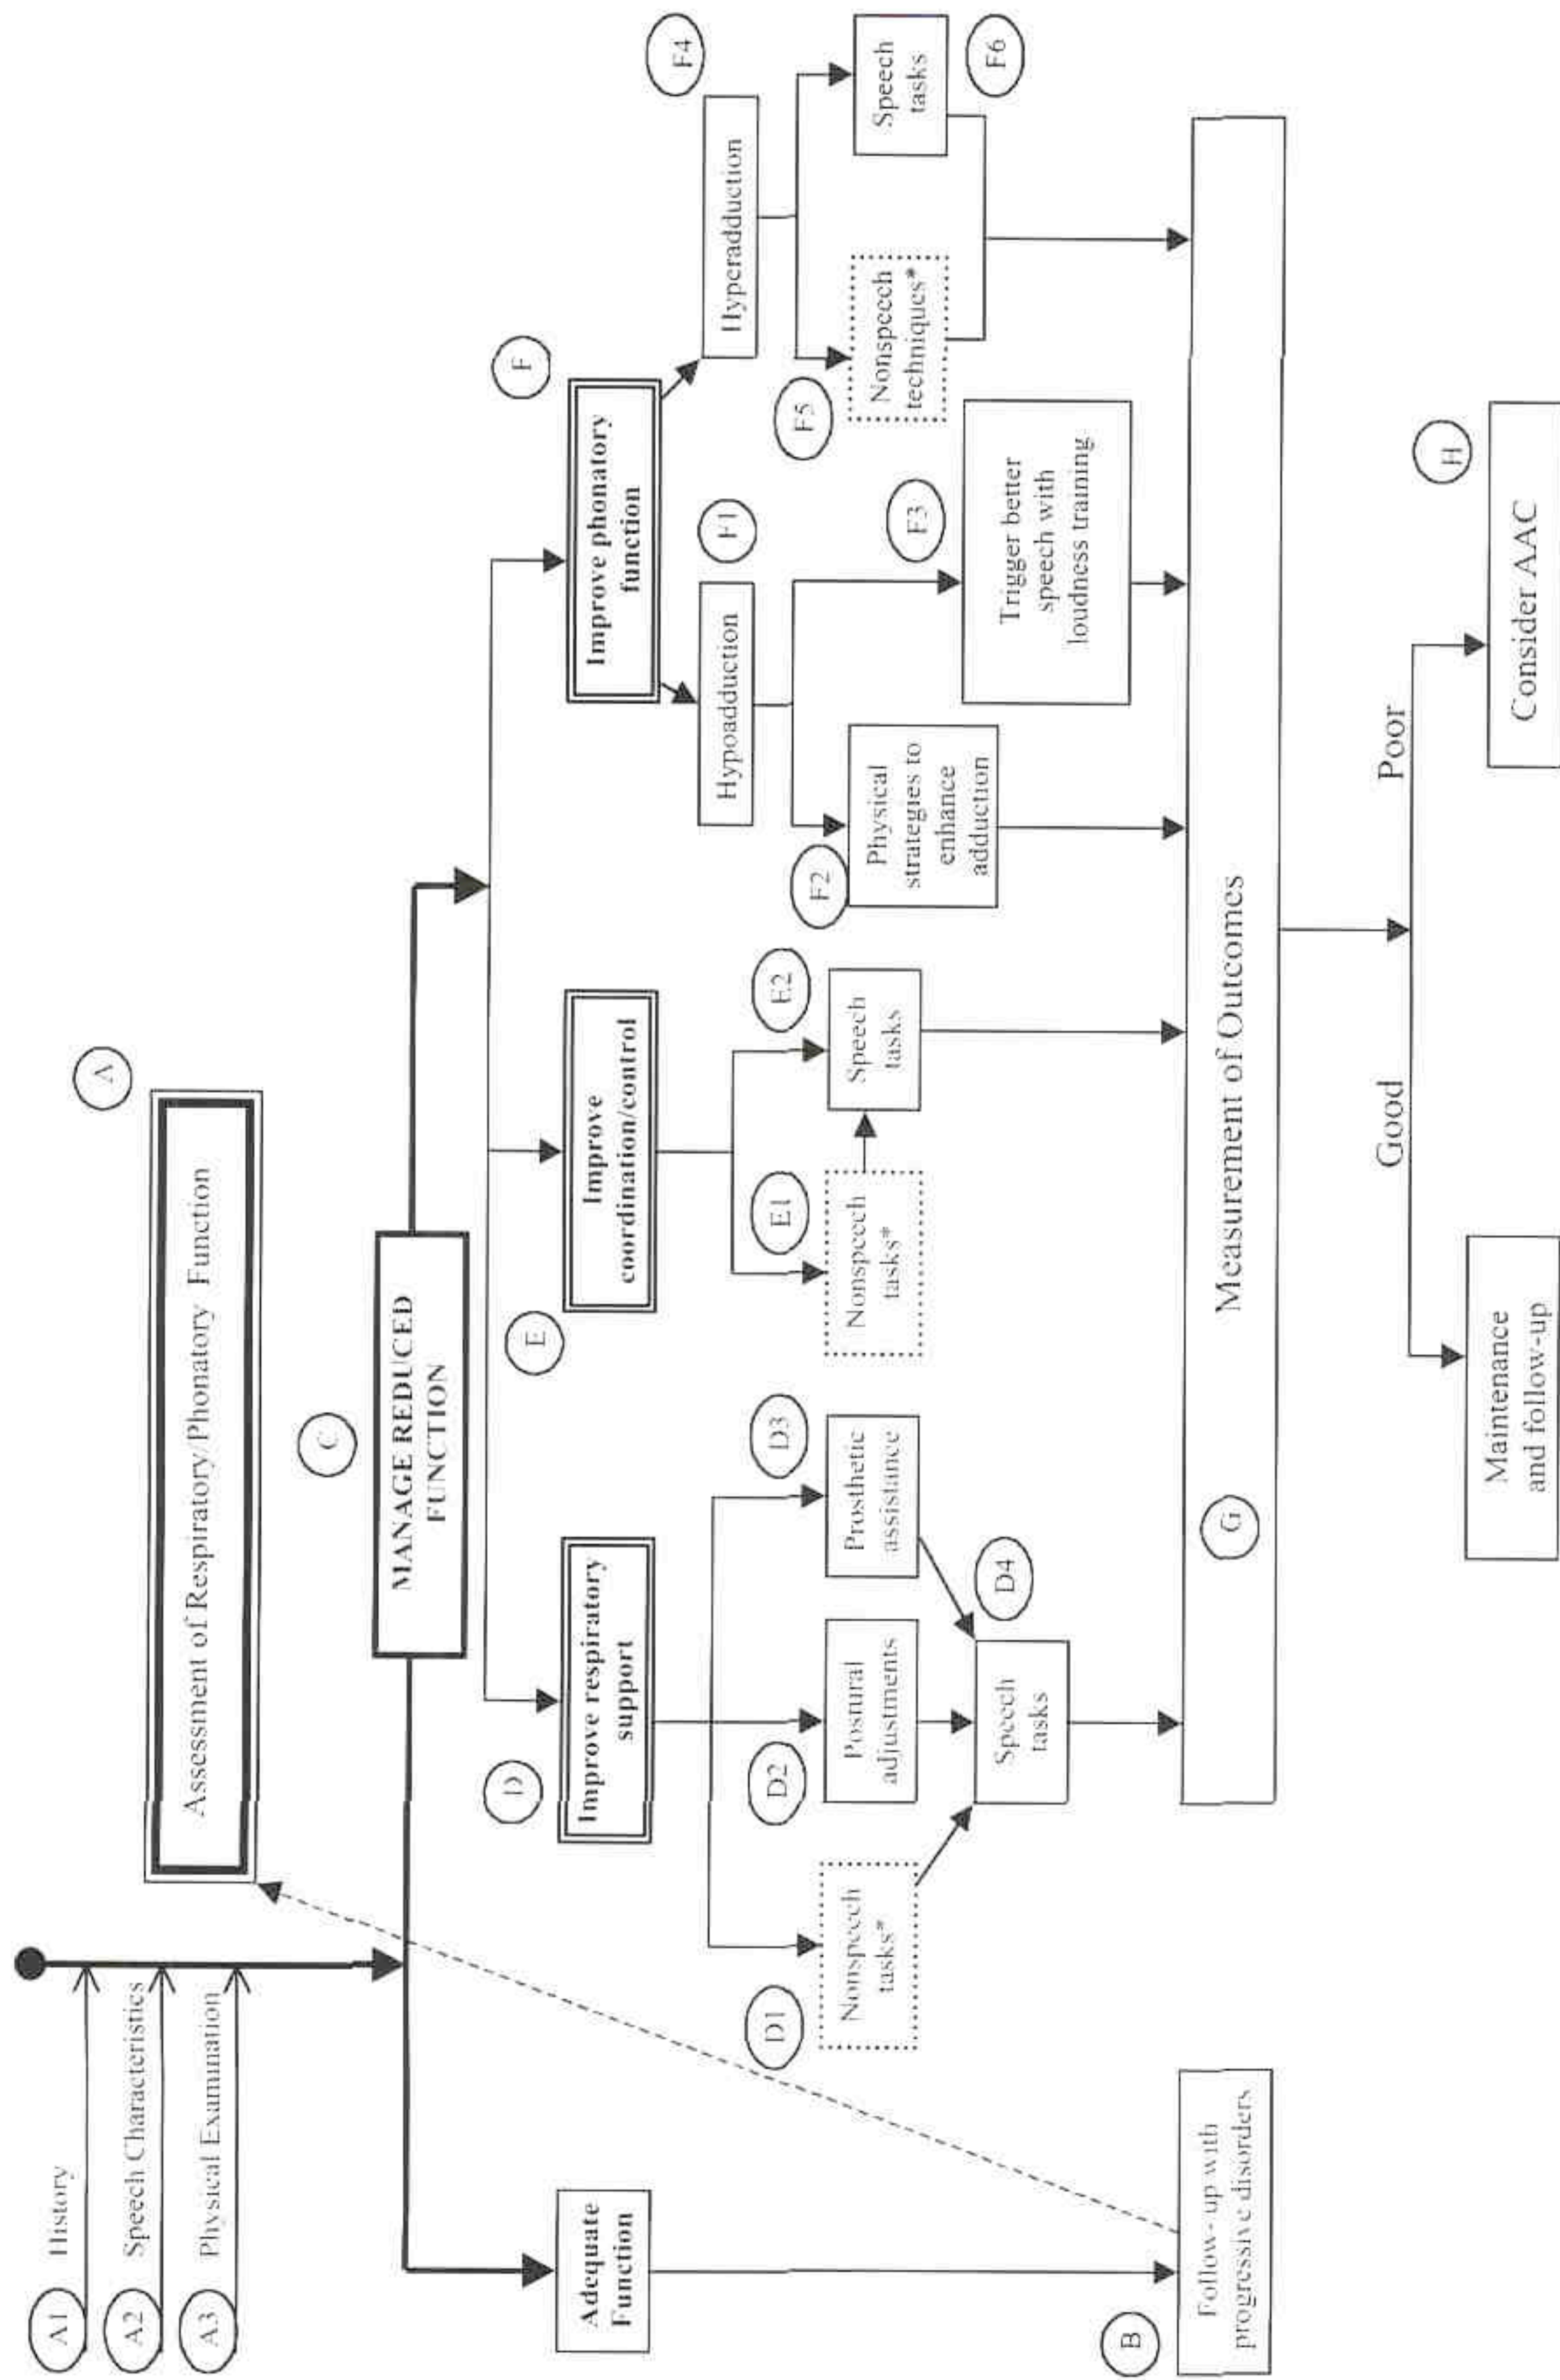 A1
History
A2
Speech Characteristics
A3
Physical Examination
A
Assessment of Respiratory/Phonatory Function
C
MANAGE REDUCED
FUNCTION
Adequate
Function
B
Follow-up with
progressive disorders
D
Improve respiratory
support
D1
Nonspeech
tasks*
D2
Postural
adjustments
D3
Prosthetic
assistance
D4
Speech
tasks
E
Improve
coordination/control
E1
Nonspeech
tasks*
E2
Speech
tasks
F
Improve phonatory
function
F1
Hypoadduction
F2
Physical
strategies to
enhance
adduction
F3
Trigger better
speech with
loudness training
F4
Hyperadduction
F5
Nonspeech
techniques*
F6
Speech
tasks
G
Measurement of Outcomes
Good
Poor
Maintenance
and follow-up
H
Consider AAC